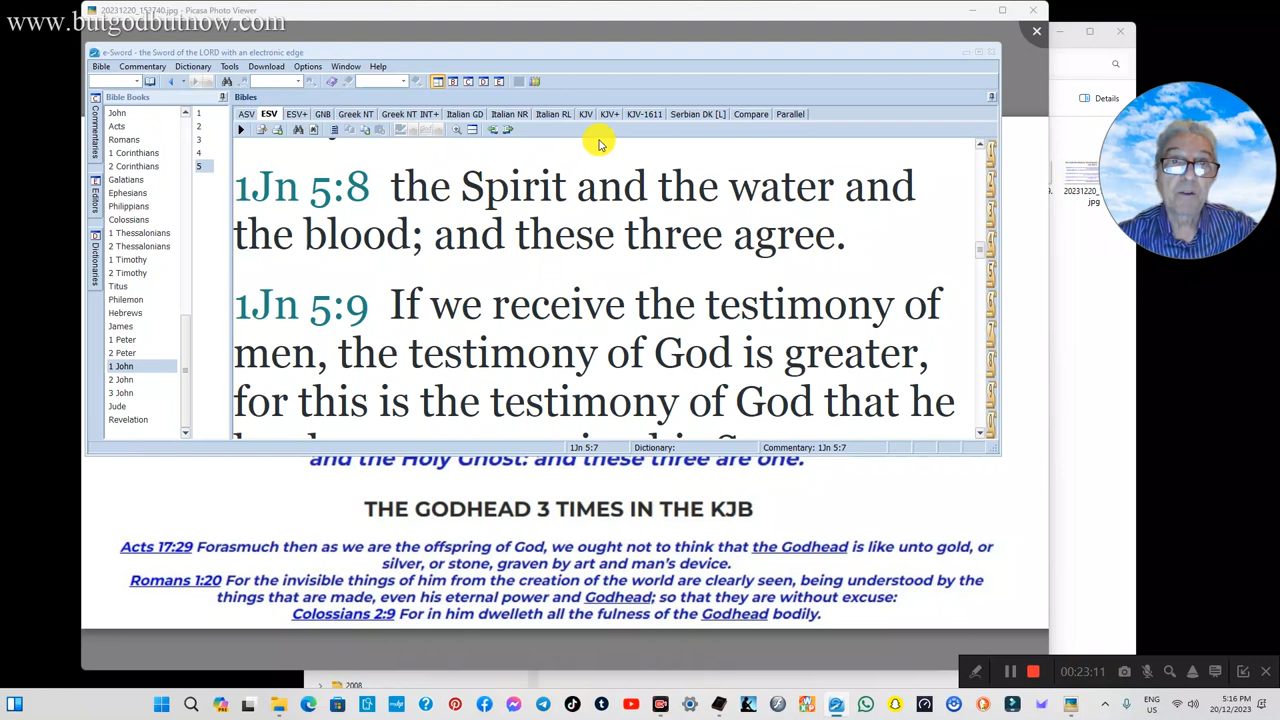 20231220_152740.jpg - Picasa Photo Viewer
www.butgodbutnow.com
e-Sword - the Sword of the LORD with an electronic edge
Bible Commentary Dictionary Tools Download Options Window Help
Bible Books
Bibles
Details
Commentaries
Editors
Dictionaries
John
Acts
Romans
1 Corinthians
2 Corinthians
Galatians
Ephesians
Philippians
Colossians
1 Thessalonians
2 Thessalonians
1 Timothy
2 Timothy
Titus
Philemon
Hebrews
James
1 Peter
2 Peter
1 John
2 John
3 John
Jude
Revelation
1
2
3
4
5
ASV ESV ESV+ GNB Greek NT Greek NT INT+ Italian GD Italian NR Italian RL KJV KJV+ KJV-1611 Serbian DK [L] Compare Parallel
1Jn 5:8 the Spirit and the water and
the blood; and these three agree.
1Jn 5:9 If we receive the testimony of
men, the testimony of God is greater,
for this is the testimony of God that he
1Jn 5:7 Dictionary: Commentary: 1Jn 5:7
20231220_1
.jpg
and the Holy Ghost: and these three are one.
THE GODHEAD 3 TIMES IN THE KJB
Acts 17:29 Forasmuch then as we are the offspring of God, we ought not to think that the Godhead is like unto gold, or
silver, or stone, graven by art and man's device.
Romans 1:20 For the invisible things of him from the creation of the world are clearly seen, being understood by the
things that are made, even his eternal power and Godhead; so that they are without excuse:
Colossians 2:9 For in him dwelleth all the fulness of the Godhead bodily.
00:23:11
2008
ENG
US
5:16 PM
20/12/2023